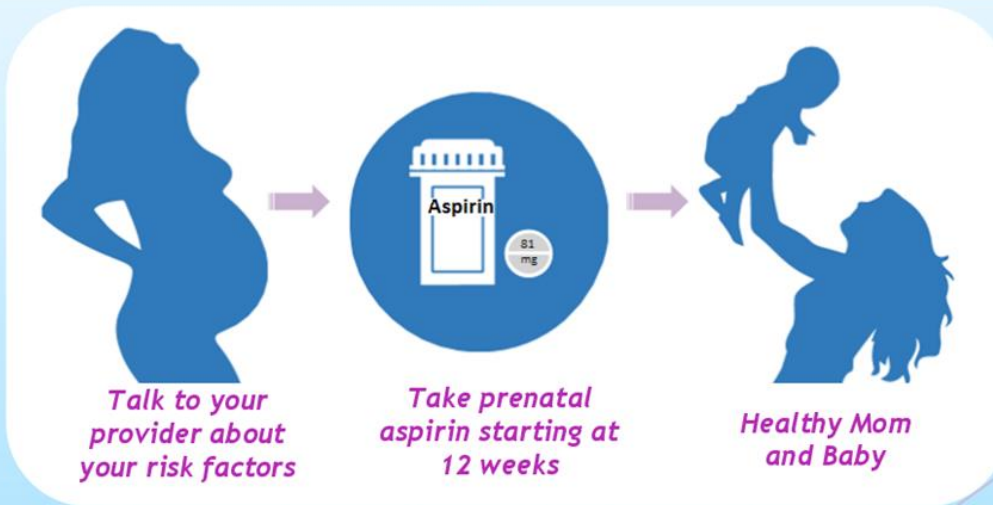 Aspirin
81
mg
Talk to your
provider about
your risk factors
Take prenatal
aspirin starting at
12 weeks
Healthy Mom
and Baby